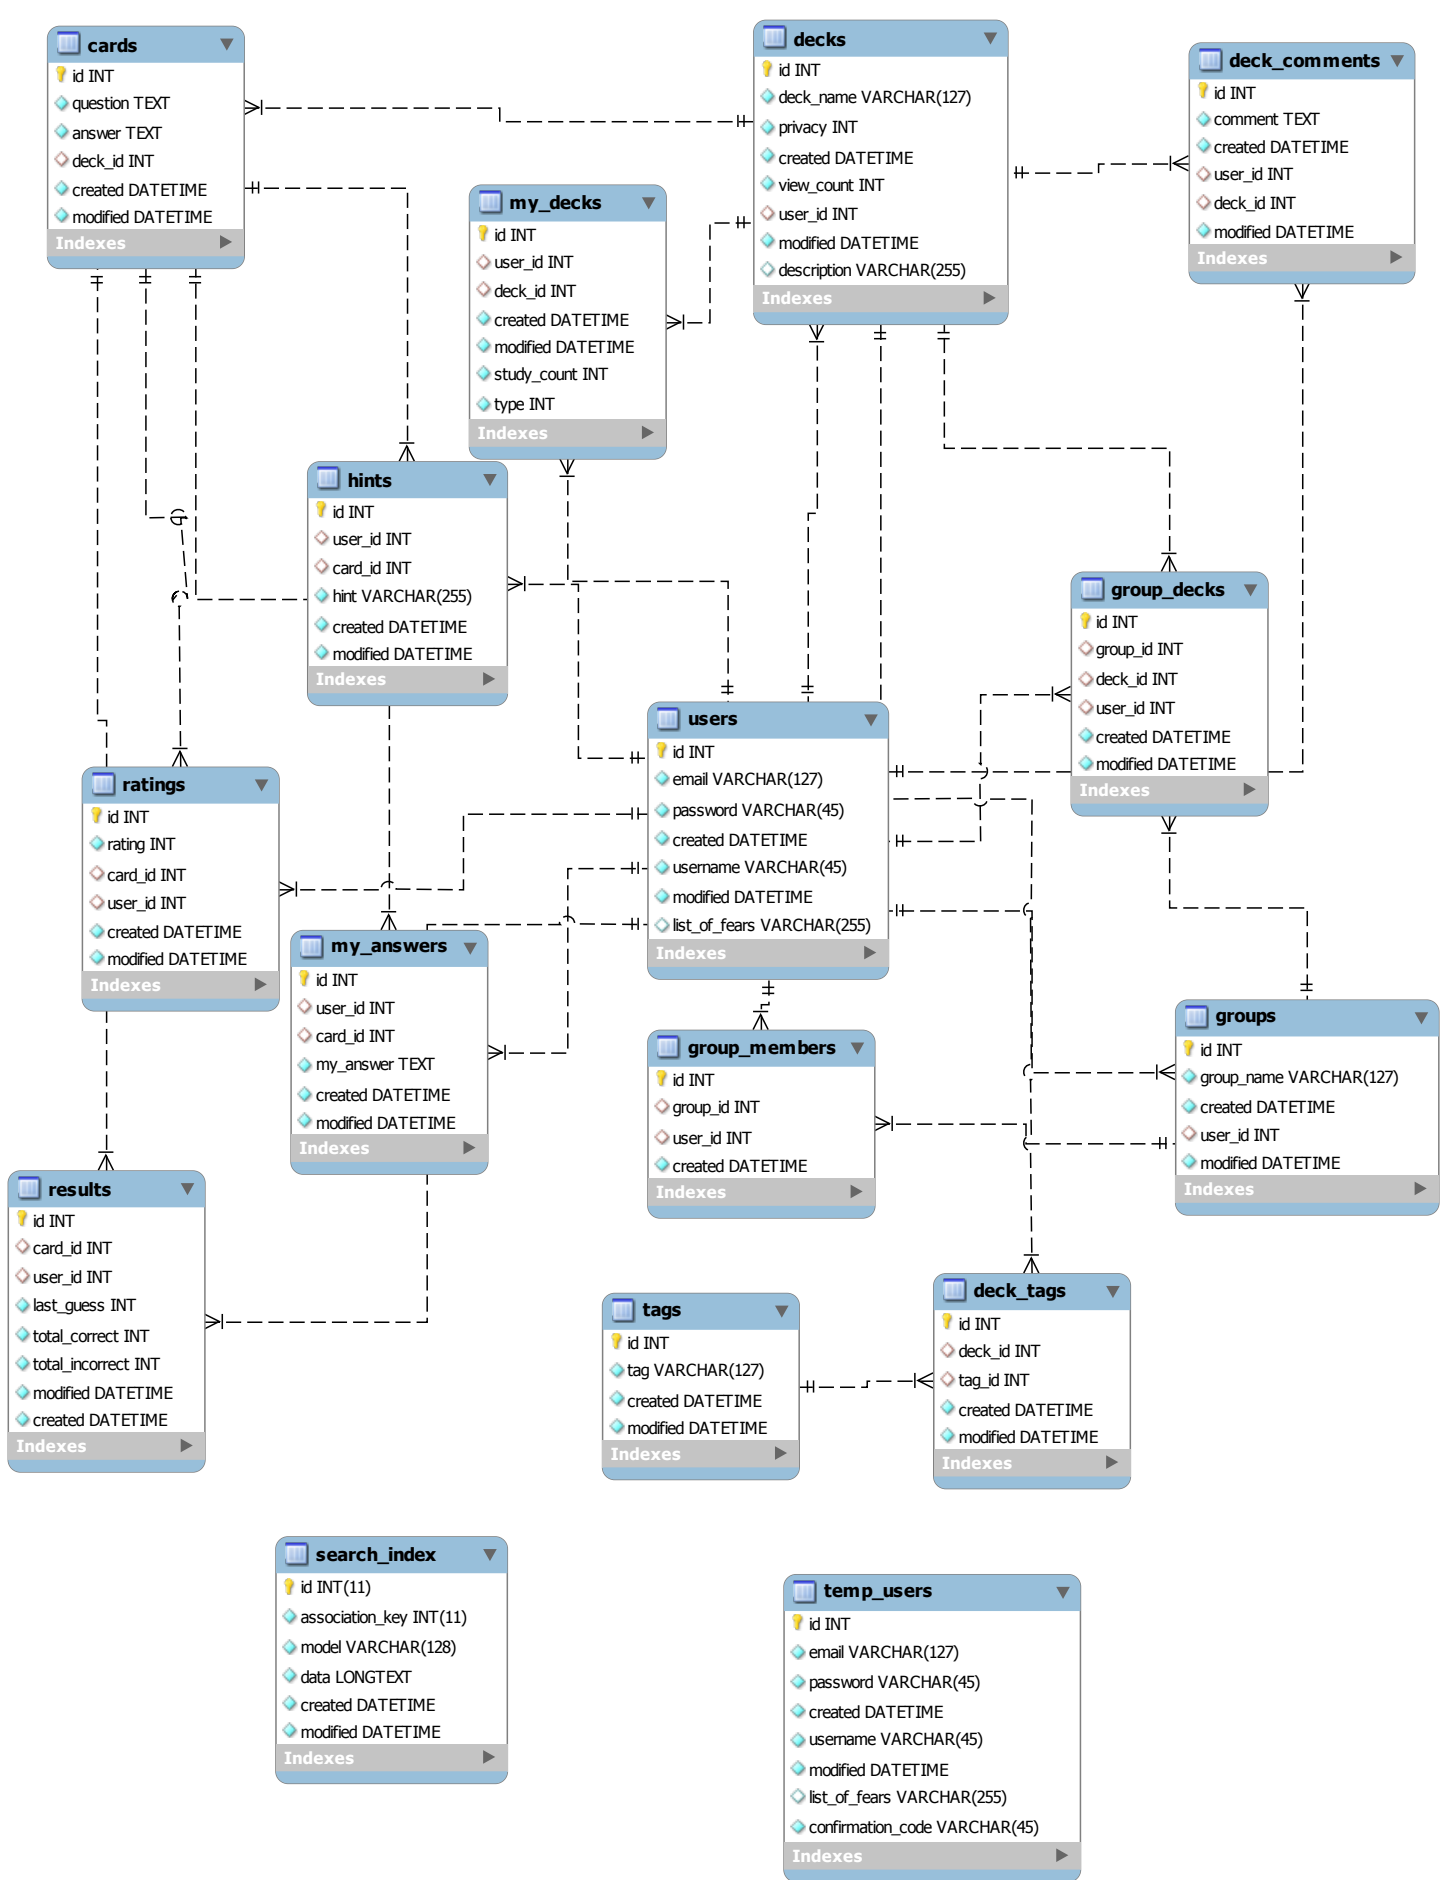 cards
id INT
question TEXT
answer TEXT
deck_id INT
created DATETIME
modified DATETIME
Indexes
decks
id INT
deck_name VARCHAR(127)
privacy INT
created DATETIME
view_count INT
user_id INT
modified DATETIME
description VARCHAR(255)
Indexes
deck_comments
id INT
comment TEXT
created DATETIME
user_id INT
deck_id INT
modified DATETIME
Indexes
my_decks
id INT
user_id INT
deck_id INT
created DATETIME
modified DATETIME
study_count INT
type INT
Indexes
hints
id INT
user_id INT
card_id INT
hint VARCHAR(255)
created DATETIME
modified DATETIME
Indexes
group_decks
id INT
group_id INT
deck_id INT
user_id INT
created DATETIME
modified DATETIME
Indexes
users
id INT
email VARCHAR(127)
password VARCHAR(45)
created DATETIME
username VARCHAR(45)
modified DATETIME
list_of_fears VARCHAR(255)
Indexes
ratings
id INT
rating INT
card_id INT
user_id INT
created DATETIME
modified DATETIME
Indexes
my_answers
id INT
user_id INT
card_id INT
my_answer TEXT
created DATETIME
modified DATETIME
Indexes
group_members
id INT
group_id INT
user_id INT
created DATETIME
Indexes
groups
id INT
group_name VARCHAR(127)
created DATETIME
user_id INT
modified DATETIME
Indexes
results
id INT
card_id INT
user_id INT
last_guess INT
total_correct INT
total_incorrect INT
modified DATETIME
created DATETIME
Indexes
tags
id INT
tag VARCHAR(127)
created DATETIME
modified DATETIME
Indexes
deck_tags
id INT
deck_id INT
tag_id INT
created DATETIME
modified DATETIME
Indexes
search_index
id INT(11)
association_key INT(11)
model VARCHAR(128)
data LONGTEXT
created DATETIME
modified DATETIME
Indexes
temp_users
id INT
email VARCHAR(127)
password VARCHAR(45)
created DATETIME
username VARCHAR(45)
modified DATETIME
list_of_fears VARCHAR(255)
confirmation_code VARCHAR(45)
Indexes